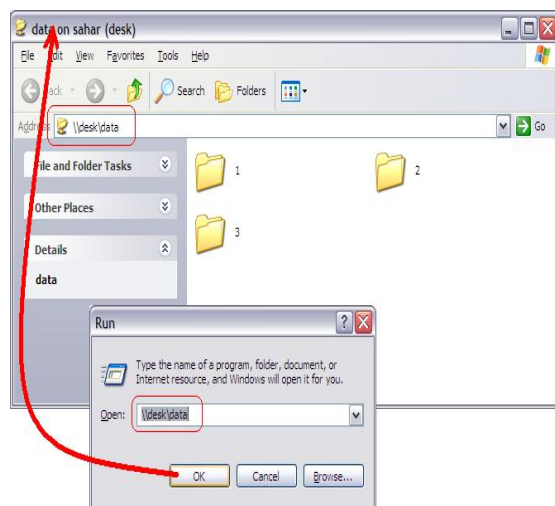 data on sahar (desk)
File Edit View Favorites Tools Help
Back Search Folders
Address \\desk\data Go
File and Folder Tasks
Other Places
Details
data
1
2
3
Run
Type the name of a program, folder, document, or
Internet resource, and Windows will open it for you.
Open: \\desk\data
OK Cancel Browse...